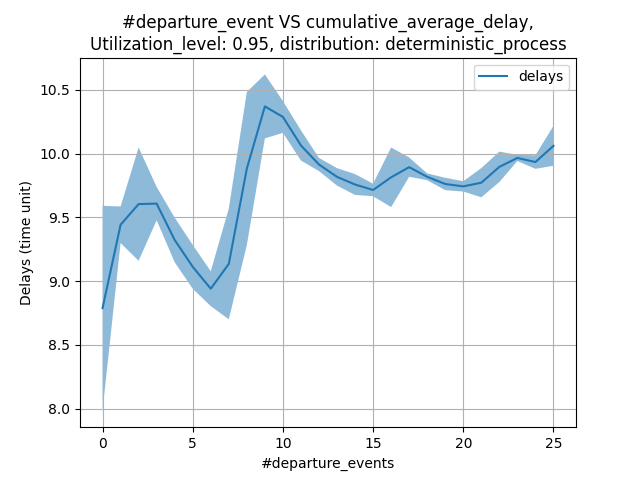 #departure_event VS cumulative_average_delay,
Utilization_level: 0.95, distribution: deterministic_process
delays
Delays (time unit)
10.5
10.0
9.5
9.0
8.5
8.0
0 5 10 15 20 25
#departure_events